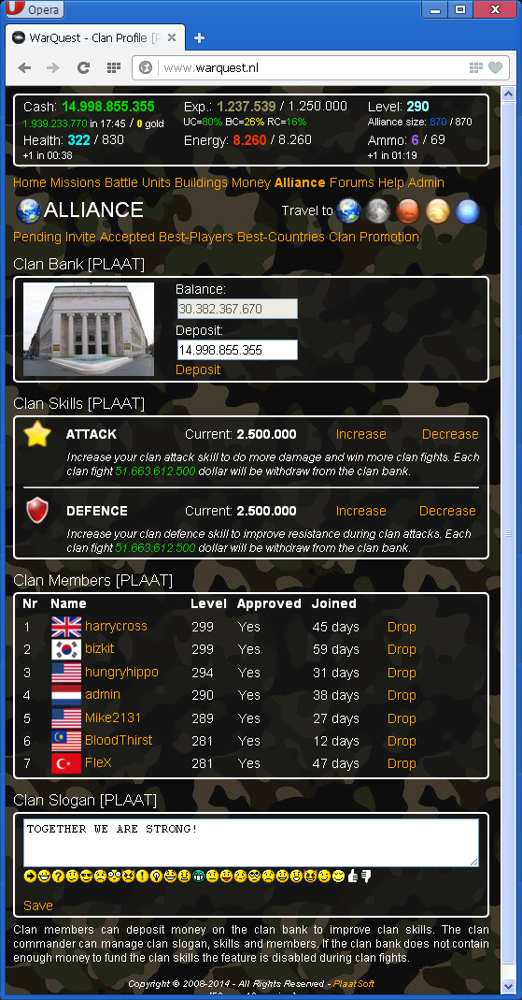 Opera
WarQuest - Clan Profile [P
www.warquest.nl
Cash: 14.998.855.355 Exp.: 1.237.539 / 1.250.000 Level: 290
1.939.233.770 in 17:45 / 0 gold UC=80% BC=26% RC=16% Alliance size: 870 / 870
Health: 322 / 830 Energy: 8.260 / 8.260 Ammo: 6 / 69
+1 in 00:38 +1 in 01:19
Home Missions Battle Units Buildings Money Alliance Forums Help Admin
ALLIANCE Travel to
Pending Invite Accepted Best-Players Best-Countries Clan Promotion
Clan Bank [PLAAT]
Balance:
30.382.367.670
Deposit:
14.998.855.355
Deposit
Clan Skills [PLAAT]
ATTACK Current: 2.500.000 Increase Decrease
Increase your clan attack skill to do more damage and win more clan fights. Each
clan fight 51.663.612.500 dollar will be withdraw from the clan bank.
DEFENCE Current: 2.500.000 Increase Decrease
Increase your clan defence skill to improve resistance during clan attacks. Each
clan fight 51.663.612.500 dollar will be withdraw from the clan bank.
Clan Members [PLAAT]
Nr Name Level Approved Joined
1 harrycross 299 Yes 45 days Drop
2 bizkit 299 Yes 59 days Drop
3 hungryhippo 294 Yes 31 days Drop
4 admin 290 Yes 38 days Drop
5 Mike2131 289 Yes 27 days Drop
6 BloodThirst 281 Yes 12 days Drop
7 FleX 281 Yes 47 days Drop
Clan Slogan [PLAAT]
TOGETHER WE ARE STRONG!
Save
Clan members can deposit money on the clan bank to improve clan skills. The clan
commander can manage clan slogan, skills and members. If the clan bank does not contain
enough money to fund the clan skills the feature is disabled during clan fights.
Copyright © 2008-2014 - All Rights Reserved - PlaatSoft